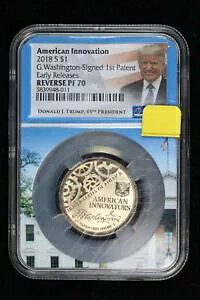 American Innovation
2018 S $1
G.Washington-Signed 1st Patent
Early Releases
REVERSE PF 70
5839948-011
DONALD J. TRUMP, 45TH PRESIDENT
AMERICAN
INNOVATORS